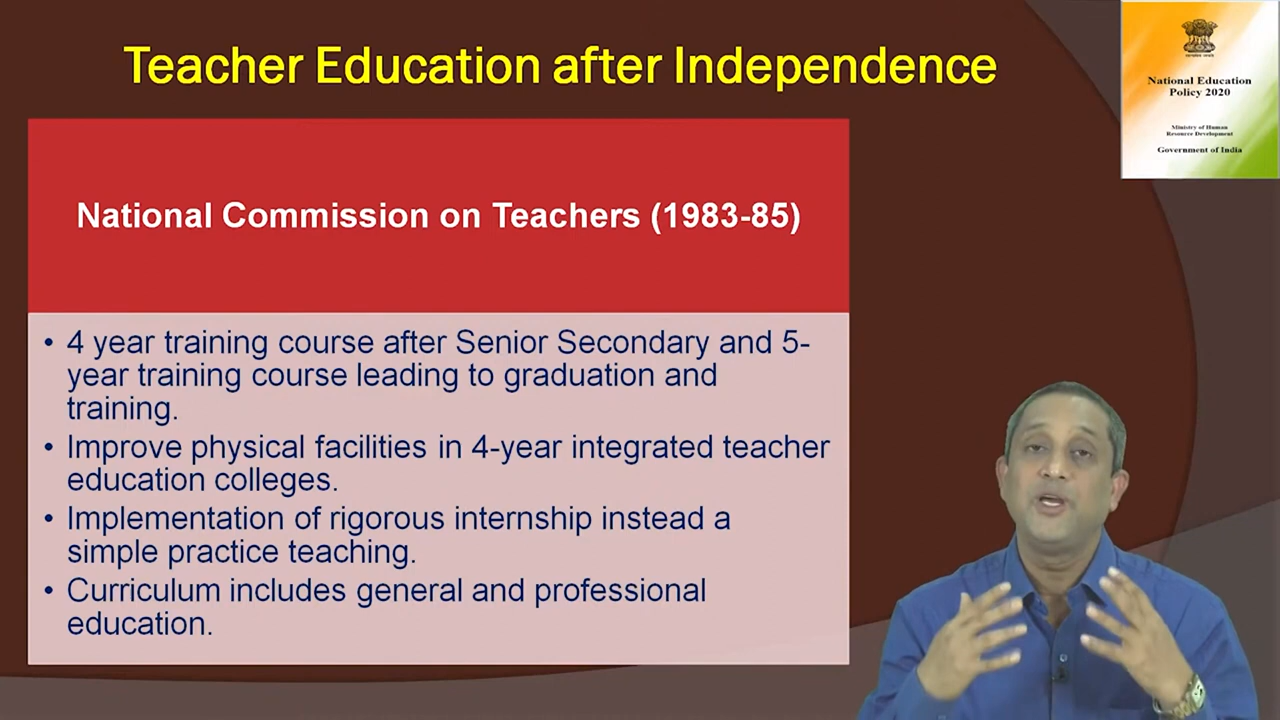 Teacher Education after Independence
National Education
Policy 2020
Ministry of Human
Resource Development
Government of India
National Commission on Teachers (1983-85)
• 4 year training course after Senior Secondary and 5-
year training course leading to graduation and
training.
• Improve physical facilities in 4-year integrated teacher
education colleges.
• Implementation of rigorous internship instead a
simple practice teaching.
• Curriculum includes general and professional
education.